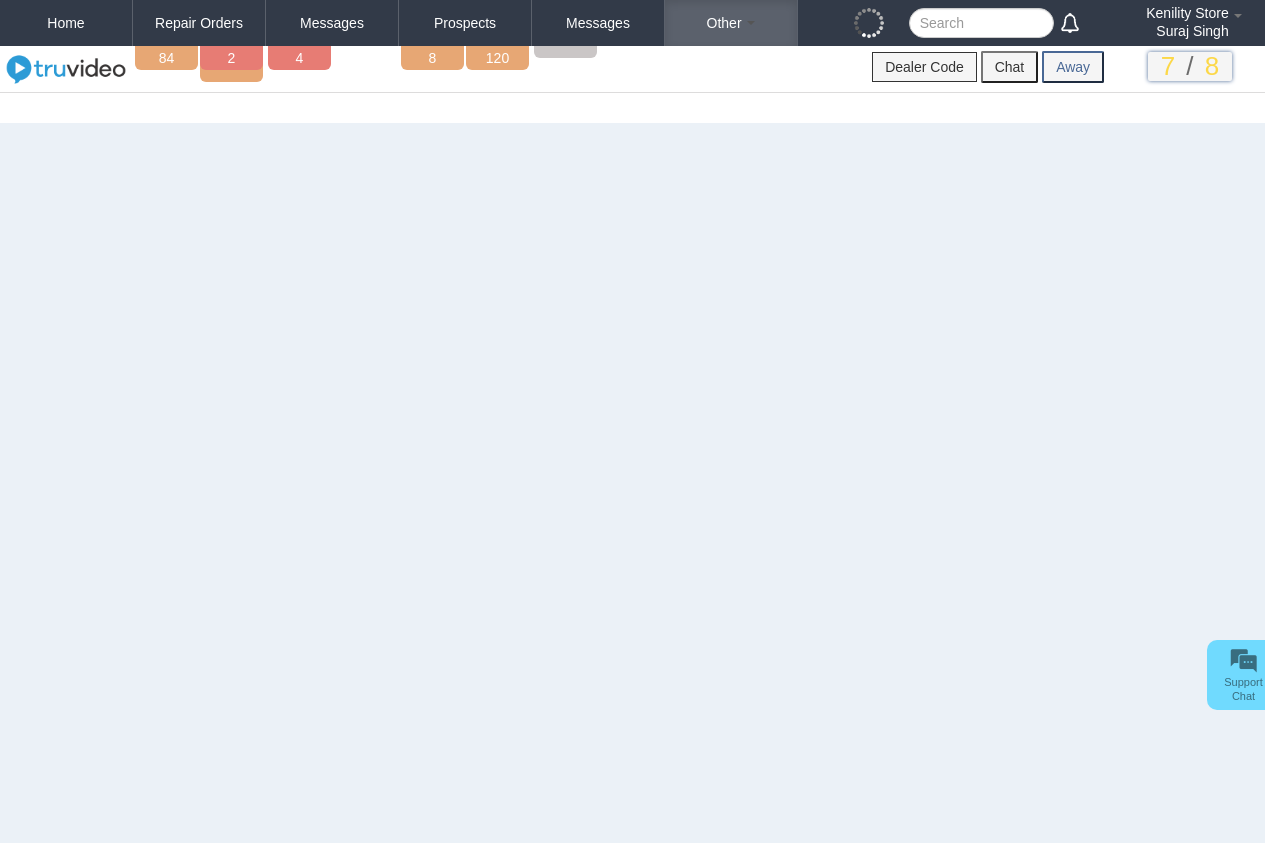 Home
Repair Orders
Messages
Prospects
Messages
Other
Search
Kenility Store
Suraj Singh
truvideo
84
2
4
8
120
Dealer Code
Chat
Away
7 / 8
Support
Chat